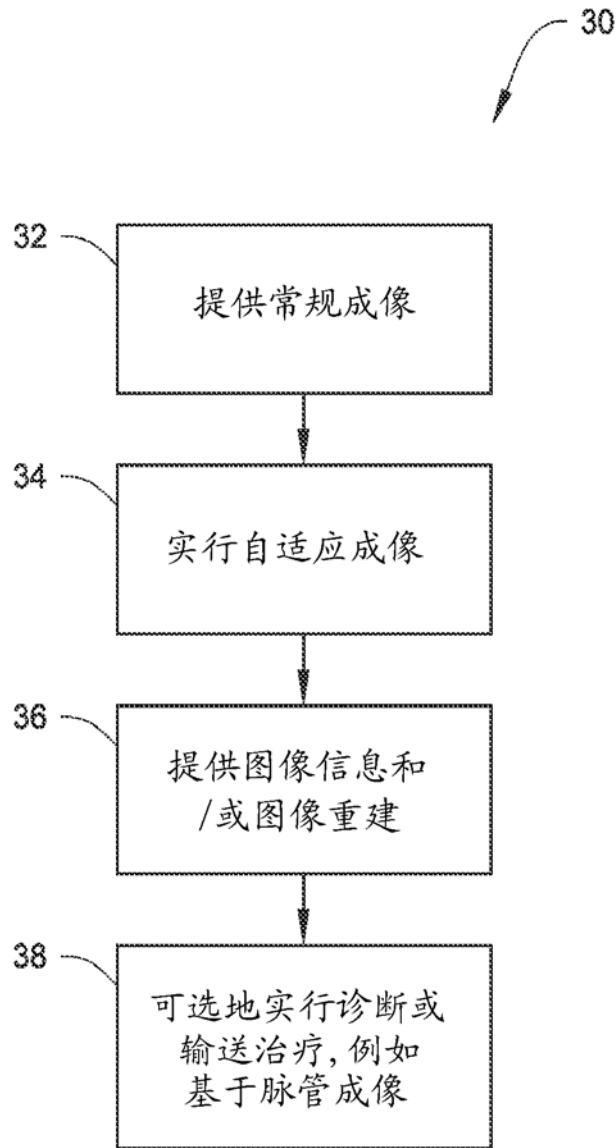 30
32
提供常规成像
34
实行自适应成像
36
提供图像信息和
/或图像重建
38
可选地实行诊断或
输送治疗, 例如
基于脉管成像